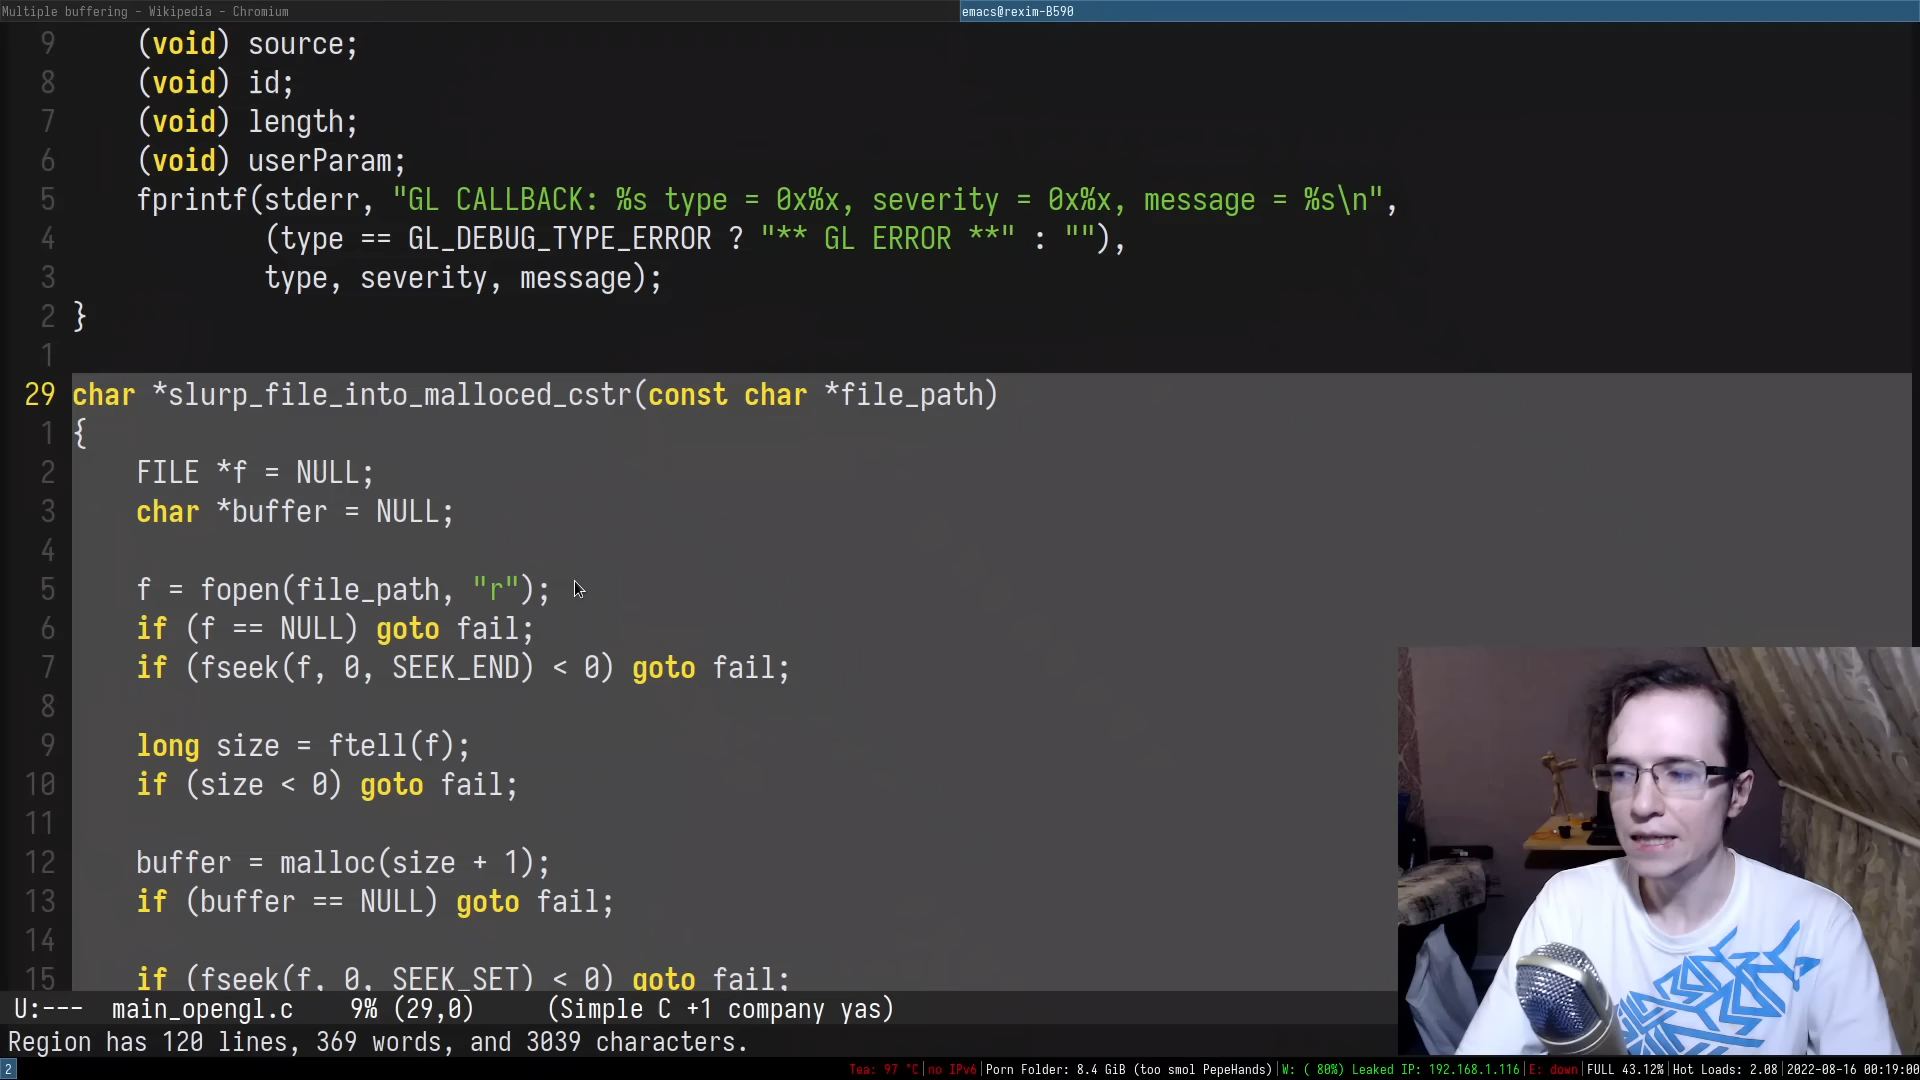 Multiple buffering - Wikipedia - Chromium
emacs@rexim-B590
9 (void) source;
8 (void) id;
7 (void) length;
6 (void) userParam;
5 fprintf(stderr, "GL CALLBACK: %s type = 0x%x, severity = 0x%x, message = %s\n",
4 (type == GL_DEBUG_TYPE_ERROR ? "** GL ERROR **" : ""),
3 type, severity, message);
2 }
1
29 char *slurp_file_into_malloced_cstr(const char *file_path)
1 {
2 FILE *f = NULL;
3 char *buffer = NULL;
4
5 f = fopen(file_path, "r");
6 if (f == NULL) goto fail;
7 if (fseek(f, 0, SEEK_END) < 0) goto fail;
8
9 long size = ftell(f);
10 if (size < 0) goto fail;
11
12 buffer = malloc(size + 1);
13 if (buffer == NULL) goto fail;
14
15 if (fseek(f, 0, SEEK_SET) < 0) goto fail;
U:--- main_opengl.c 9% (29,0) (Simple C +1 company yas)
Region has 120 lines, 369 words, and 3039 characters.
2 Tea: 97 °C|no IPv6|Porn Folder: 8.4 GiB (too smol PepeHands)|W: ( 80%) Leaked IP: 192.168.1.116|E: down|FULL 43.12%|Hot Loads: 2.08|2022-08-16 00:19:00